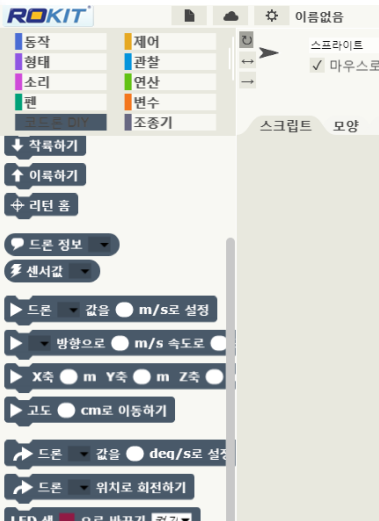 ROKIT
이름없음
동작
제어
형태
관찰
소리
연산
펜
변수
코드론 DIY
조종기
스프라이트
✓ 마우스로
스크립트 모양
착륙하기
이륙하기
리턴 홈
드론 정보
센서값
드론 값을 m/s로 설정
방향으로 m/s 속도로
X축 m Y축 m Z축
고도 cm로 이동하기
드론 값을 deg/s로 설정
드론 위치로 회전하기
LED 색 으로 바꾸기